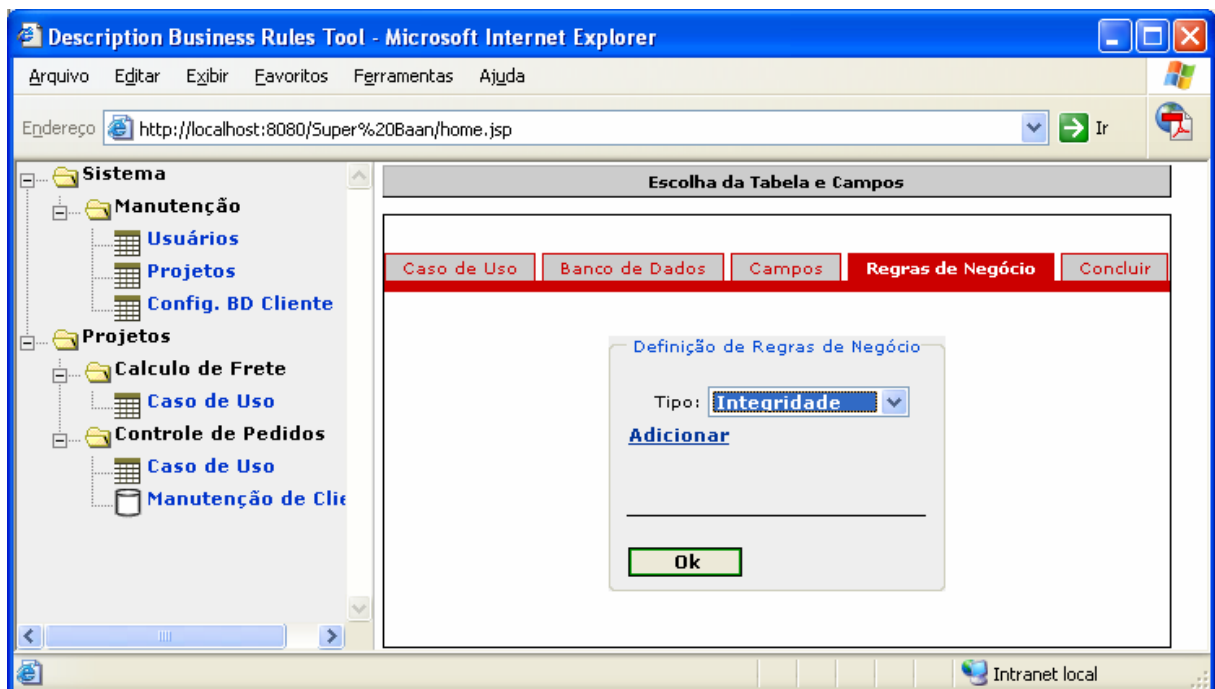 Description Business Rules Tool - Microsoft Internet Explorer
Arquivo Editar Exibir Favoritos Ferramentas Ajuda
Endereço http://localhost:8080/Super%20Baan/home.jsp Ir
Sistema
Manutenção
Usuários
Projetos
Config. BD Cliente
Projetos
Calculo de Frete
Caso de Uso
Controle de Pedidos
Caso de Uso
Manutenção de Clie
Escolha da Tabela e Campos
Caso de Uso Banco de Dados Campos Regras de Negócio Concluir
Definição de Regras de Negócio
Tipo: Integridade
Adicionar
Ok
Intranet local